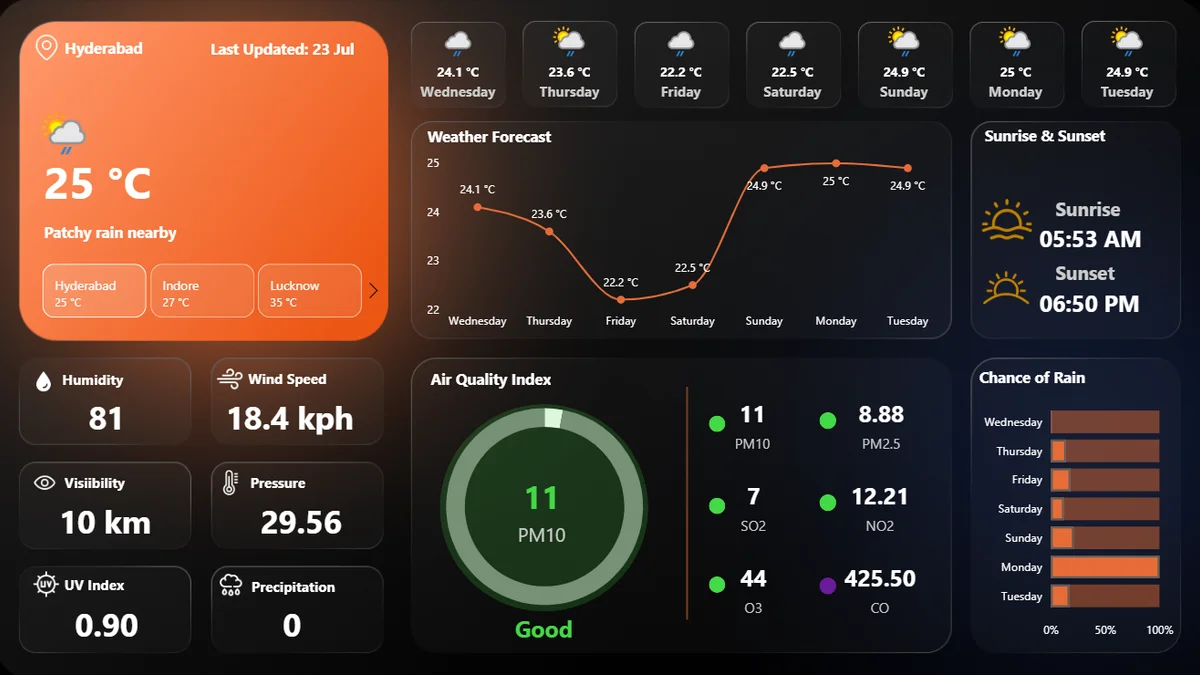 Hyderabad
Last Updated: 23 Jul
25 °C
Patchy rain nearby
Hyderabad
25 °C
Indore
27 °C
Lucknow
35 °C
24.1 °C
Wednesday
23.6 °C
Thursday
22.2 °C
Friday
22.5 °C
Saturday
24.9 °C
Sunday
25 °C
Monday
24.9 °C
Tuesday
Weather Forecast
25
24
23
22
24.1 °C
23.6 °C
22.2 °C
22.5 °C
24.9 °C
25 °C
24.9 °C
Wednesday
Thursday
Friday
Saturday
Sunday
Monday
Tuesday
Sunrise & Sunset
Sunrise
05:53 AM
Sunset
06:50 PM
Humidity
81
Wind Speed
18.4 kph
Visiibility
10 km
Pressure
29.56
UV
UV Index
0.90
Precipitation
0
Air Quality Index
11
PM10
Good
11
PM10
8.88
PM2.5
7
SO2
12.21
NO2
44
O3
425.50
CO
Chance of Rain
Wednesday
Thursday
Friday
Saturday
Sunday
Monday
Tuesday
0%
50%
100%